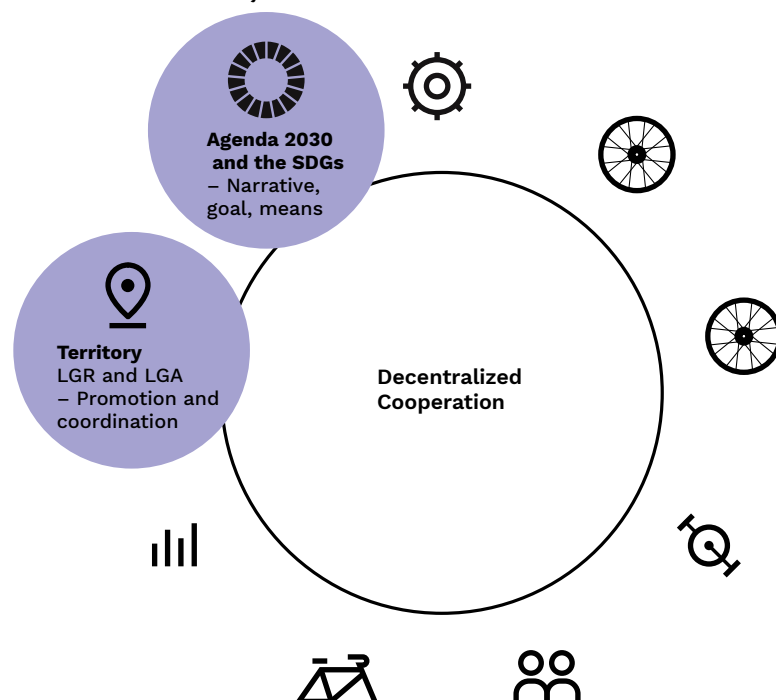 Agenda 2030
and the SDGs
– Narrative,
goal, means
Territory
LGR and LGA
– Promotion and
coordination
Decentralized
Cooperation